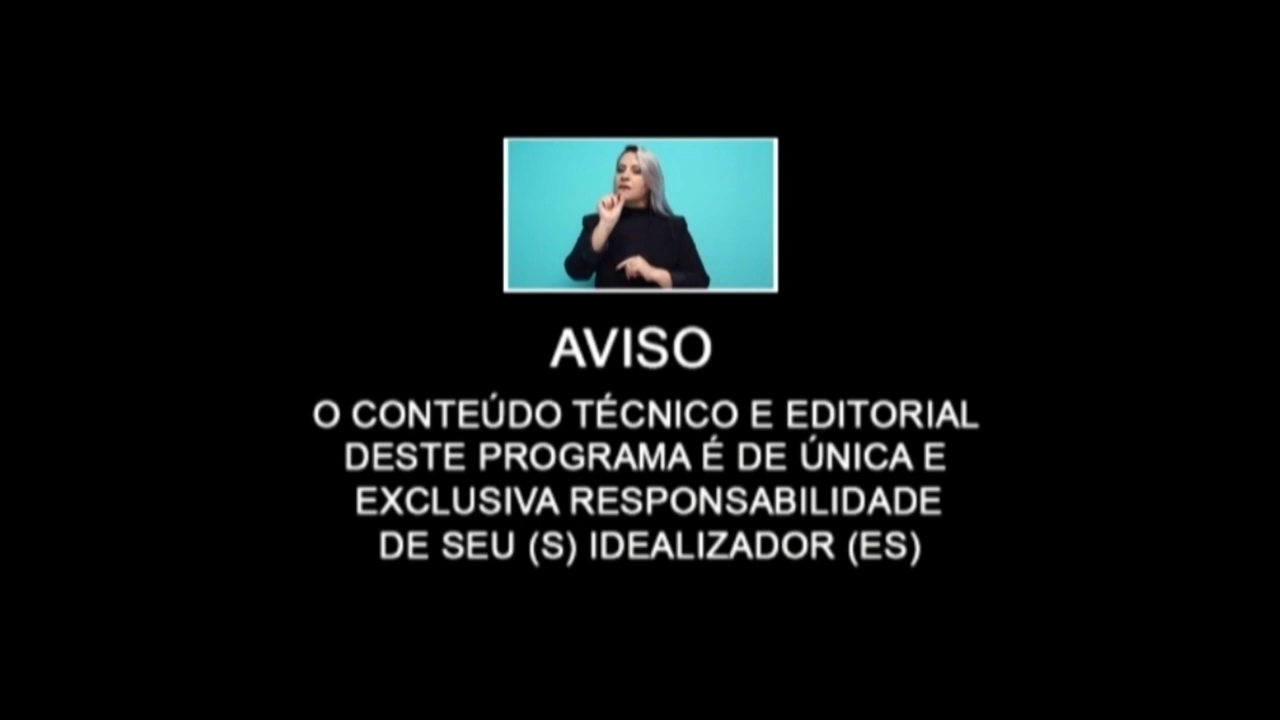 AVISO
O CONTEÚDO TÉCNICO E EDITORIAL
DESTE PROGRAMA É DE ÚNICA E
EXCLUSIVA RESPONSABILIDADE
DE SEU (S) IDEALIZADOR (ES)